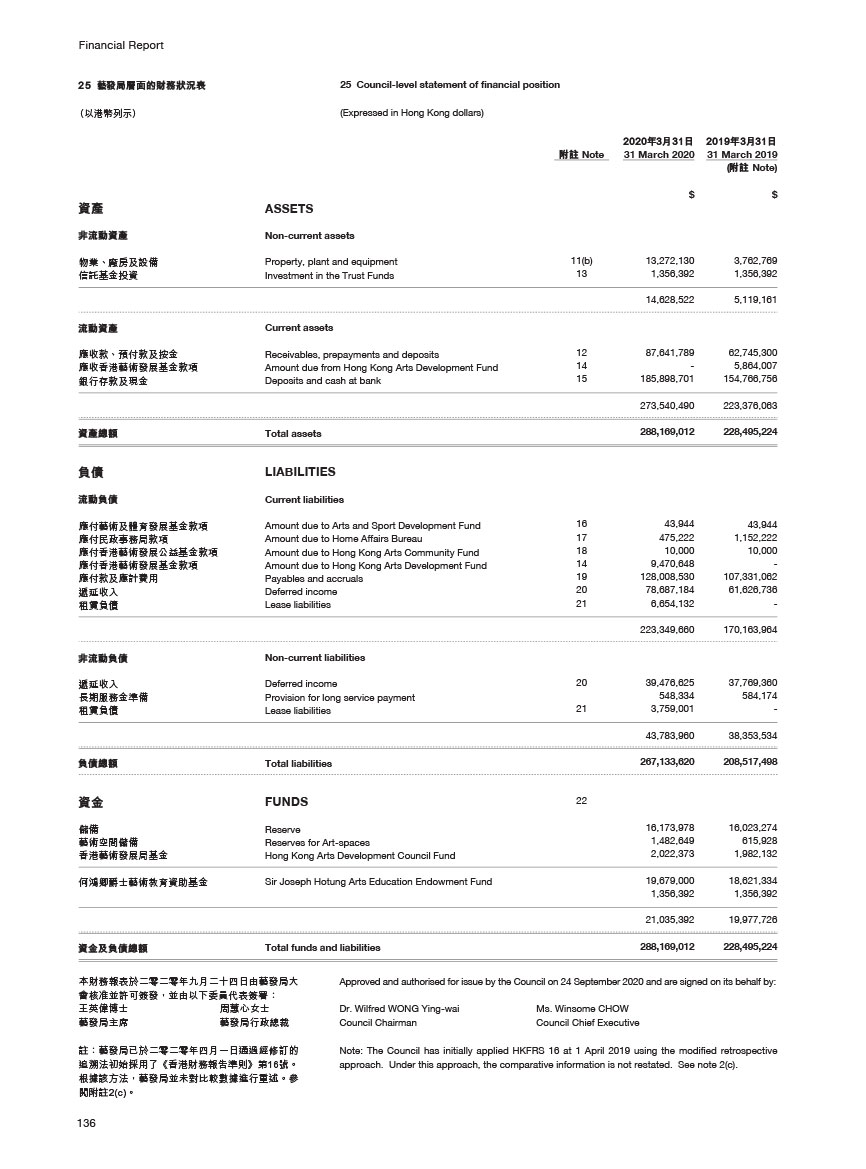 Financial Report
25 藝發局層面的財務狀況表 25 Council-level statement of financial position
（以港幣列示） (Expressed in Hong Kong dollars)
2020年3月31日 2019年3月31日
附註 Note 31 March 2020 31 March 2019
(附註 Note)
$ $
資產 ASSETS
非流動資產 Non-current assets
物業、廠房及設備 Property, plant and equipment 11(b) 13,272,130 3,762,769
信託基金投資 Investment in the Trust Funds 13 1,356,392 1,356,392
14,628,522 5,119,161
流動資產 Current assets
應收款、預付款及按金 Receivables, prepayments and deposits 12 87,641,789 62,745,300
應收香港藝術發展基金款項 Amount due from Hong Kong Arts Development Fund 14 - 5,864,007
銀行存款及現金 Deposits and cash at bank 15 185,898,701 154,766,756
273,540,490 223,376,063
資產總額 Total assets 288,169,012 228,495,224
負債 LIABILITIES
流動負債 Current liabilities
應付藝術及體育發展基金款項 Amount due to Arts and Sport Development Fund 16 43,944 43,944
應付民政事務局款項 Amount due to Home Affairs Bureau 17 475,222 1,152,222
應付香港藝術發展公益基金款項 Amount due to Hong Kong Arts Community Fund 18 10,000 10,000
應付香港藝術發展基金款項 Amount due to Hong Kong Arts Development Fund 14 9,470,648 -
應付款及應計費用 Payables and accruals 19 128,008,530 107,331,062
遞延收入 Deferred income 20 78,687,184 61,626,736
租賃負債 Lease liabilities 21 6,654,132 -
223,349,660 170,163,964
非流動負債 Non-current liabilities
遞延收入 Deferred income 20 39,476,625 37,769,360
長期服務金準備 Provision for long service payment 548,334 584,174
租賃負債 Lease liabilities 21 3,759,001 -
43,783,960 38,353,534
負債總額 Total liabilities 267,133,620 208,517,498
資金 FUNDS 22
儲備 Reserve 16,173,978 16,023,274
藝術空間儲備 Reserves for Art-spaces 1,482,649 615,928
香港藝術發展局基金 Hong Kong Arts Development Council Fund 2,022,373 1,982,132
何鴻卿爵士藝術教育資助基金 Sir Joseph Hotung Arts Education Endowment Fund 19,679,000 18,621,334
1,356,392 1,356,392
21,035,392 19,977,726
資金及負債總額 Total funds and liabilities 288,169,012 228,495,224
本財務報表於二零二零年九月二十四日由藝發局大 Approved and authorised for issue by the Council on 24 September 2020 and are signed on its behalf by:
會核准並許可簽發，並由以下委員代表簽署：
王英偉博士 周蕙心女士 Dr. Wilfred WONG Ying-wai Ms. Winsome CHOW
藝發局主席 藝發局行政總裁 Council Chairman Council Chief Executive
註：藝發局已於二零二零年四月一日通過經修訂的 Note: The Council has initially applied HKFRS 16 at 1 April 2019 using the modified retrospective
追溯法初始採用了《香港財務報告準則》第16號。 approach. Under this approach, the comparative information is not restated. See note 2(c).
根據該方法，藝發局並未對比較數據進行重述。參
閱附註2(c)。
136